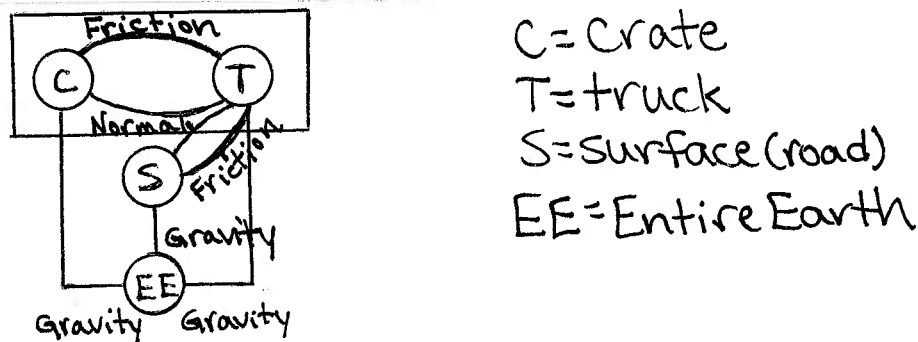 Friction
C
T
Normal
S
Friction
Gravity
EE
Gravity
Gravity
C=Crate
T=truck
S=surface(road)
EE=Entire Earth